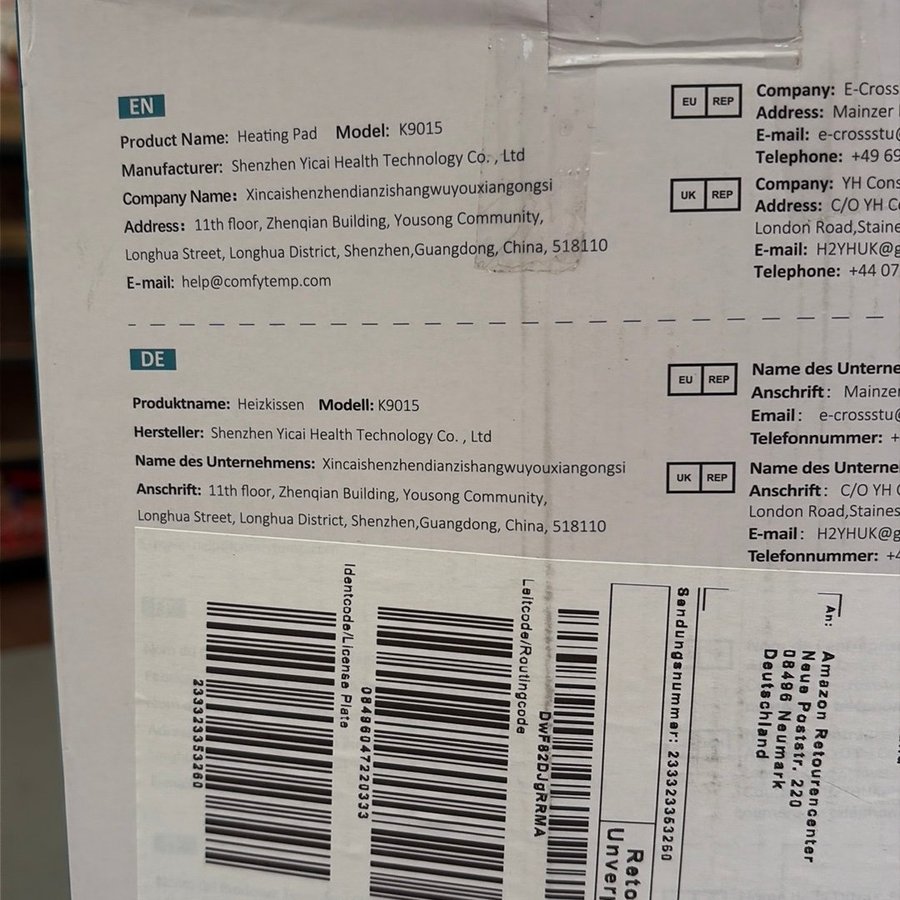 EN
Product Name: Heating Pad Model: K9015
Manufacturer: Shenzhen Yicai Health Technology Co. , Ltd
Company Name: Xincaishenzhendianzishangwuyouxiangongsi
Address: 11th floor, Zhenqian Building, Yousong Community,
Longhua Street, Longhua District, Shenzhen,Guangdong, China, 518110
E-mail: help@comfytemp.com
EU REP
Company: E-Cross
Address: Mainzer
E-mail: e-crossstu@
Telephone: +49 69
UK REP
Company: YH Cons
Address: C/O YH
London Road,Staine
E-mail: H2YHUK@g
Telephone: +44 07
DE
Produktname: Heizkissen Modell: K9015
Hersteller: Shenzhen Yicai Health Technology Co. , Ltd
Name des Unternehmens: Xincaishenzhendianzishangwuyouxiangongsi
Anschrift: 11th floor, Zhenqian Building, Yousong Community,
Longhua Street, Longhua District, Shenzhen,Guangdong, China, 518110
EU REP
Name des Unterne
Anschrift: Mainzer
Email: e-crossstu@
Telefonnummer: +
UK REP
Name des Unterne
Anschrift: C/O YH
London Road,Staines
E-mail: H2YHUK@g
Telefonnummer: +4
An:
Amazon Retourencenter
Neue Poststr. 220
08496 Neumark
Deutschland
Sendungsnummer: 233323353260
Reto
Unver
DwF82DJgRRMA
Leitcode/Routingcode
08496047220333
Identcode/License Plate
233323353260